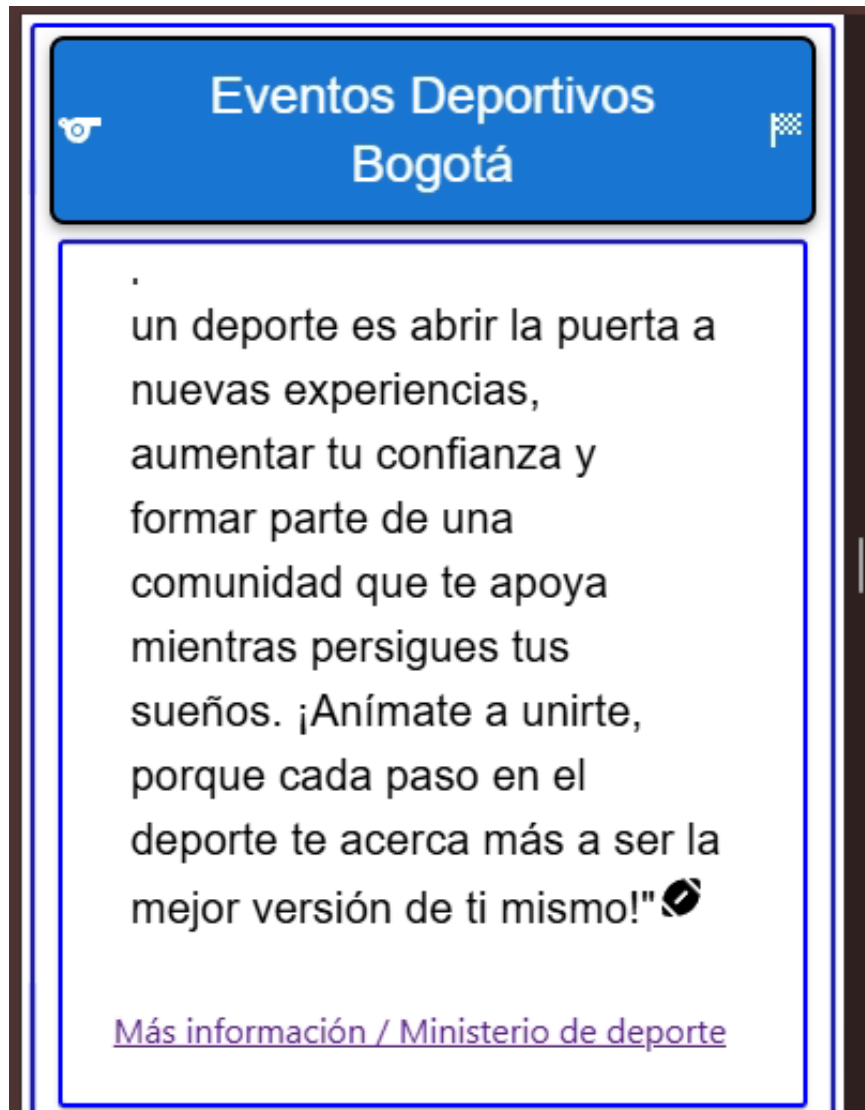 Eventos Deportivos
Bogotá
.
un deporte es abrir la puerta a
nuevas experiencias,
aumentar tu confianza y
formar parte de una
comunidad que te apoya
mientras persigues tus
sueños. ¡Anímate a unirte,
porque cada paso en el
deporte te acerca más a ser la
mejor versión de ti mismo!"
Más información / Ministerio de deporte